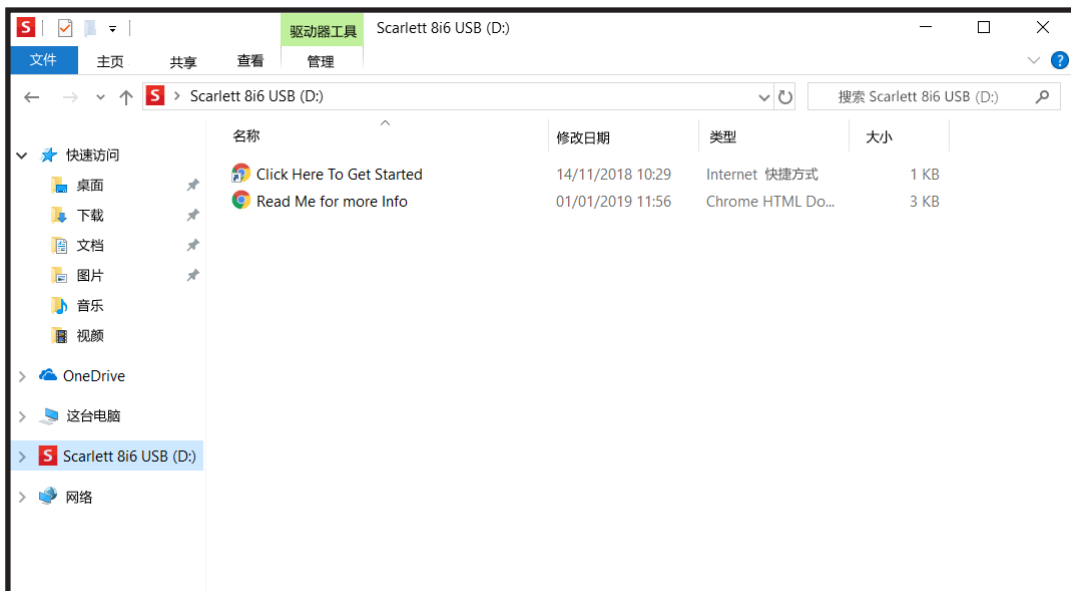 S 驱动器工具 Scarlett 8i6 USB (D:)
文件 主页 共享 查看 管理 ?
S > Scarlett 8i6 USB (D:) 搜索 Scarlett 8i6 USB (D:)
名称 修改日期 类型 大小
快速访问
桌面
下载
文档
图片
音乐
视颜
OneDrive
这台电脑
S Scarlett 8i6 USB (D:)
网络
Click Here To Get Started 14/11/2018 10:29 Internet 快捷方式 1 KB
Read Me for more Info 01/01/2019 11:56 Chrome HTML Do... 3 KB